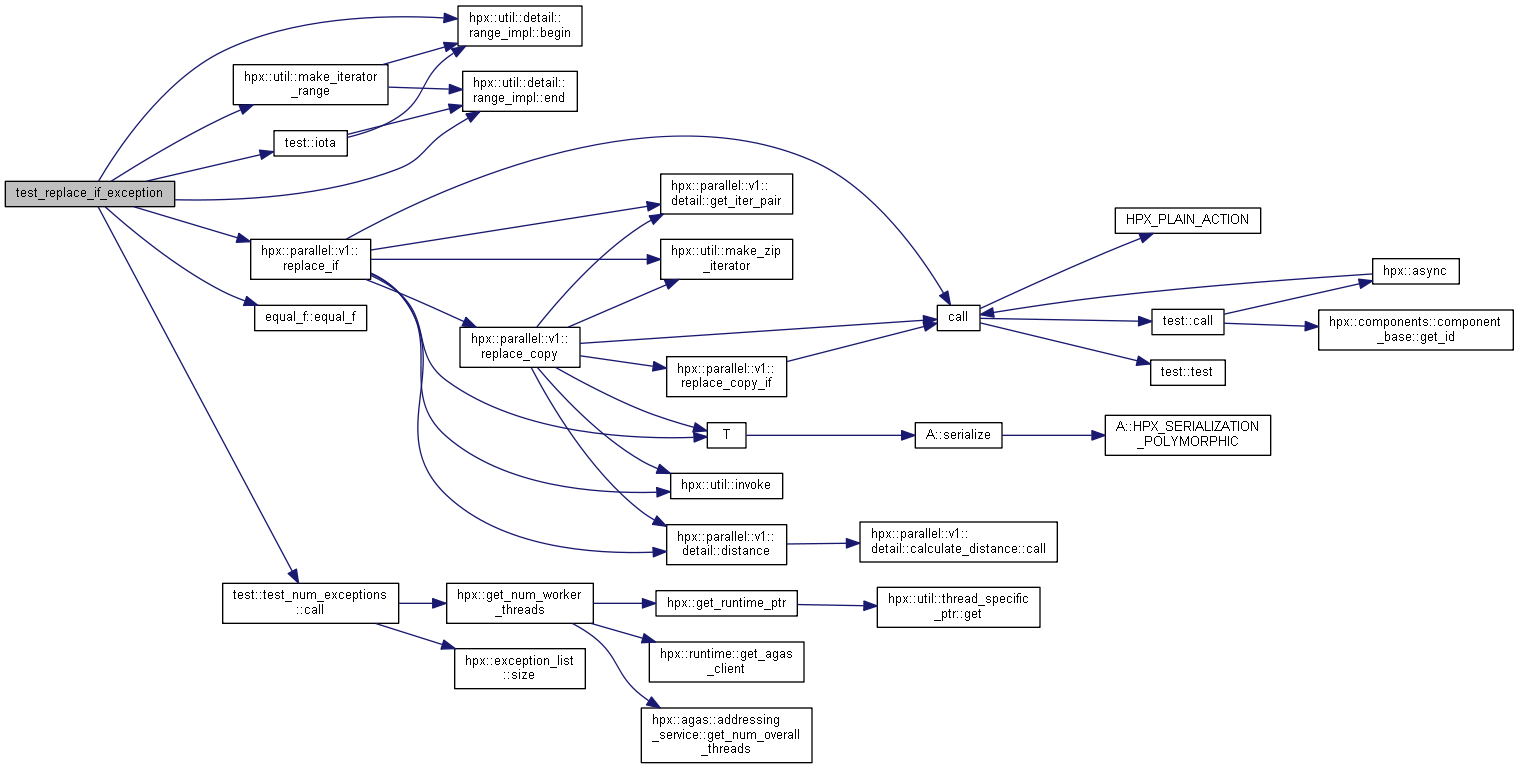 hpx::util::detail::
range_impl::begin
hpx::util::make_iterator
_range
hpx::util::detail::
range_impl::end
test::iota
test_replace_if_exception
hpx::parallel::v1::
detail::get_iter_pair
HPX_PLAIN_ACTION
hpx::parallel::v1::
replace_if
hpx::util::make_zip
_iterator
hpx::async
equal_f::equal_f
call
test::call
hpx::components::component
_base::get_id
hpx::parallel::v1::
replace_copy
hpx::parallel::v1::
replace_copy_if
test::test
T
A::serialize
A::HPX_SERIALIZATION
_POLYMORPHIC
hpx::util::invoke
hpx::parallel::v1::
detail::distance
hpx::parallel::v1::
detail::calculate_distance::call
test::test_num_exceptions
::call
hpx::get_num_worker
_threads
hpx::get_runtime_ptr
hpx::util::thread_specific
_ptr::get
hpx::exception_list
::size
hpx::runtime::get_agas
_client
hpx::agas::addressing
_service::get_num_overall
_threads